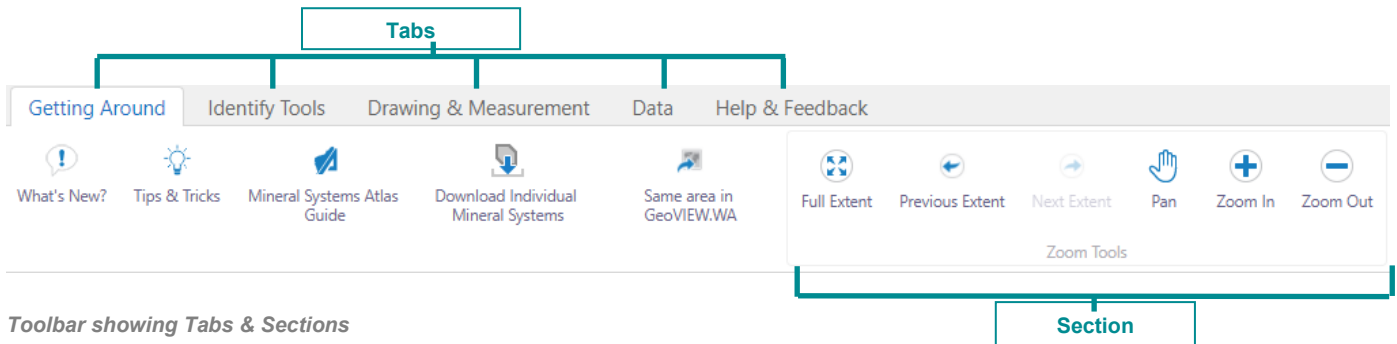 Tabs
Getting Around Identify Tools Drawing & Measurement Data Help & Feedback
What's New? Tips & Tricks Mineral Systems Atlas Guide Download Individual Mineral Systems Same area in GeoVIEW.WA Full Extent Previous Extent Next Extent Pan Zoom In Zoom Out
Zoom Tools
Toolbar showing Tabs & Sections
Section